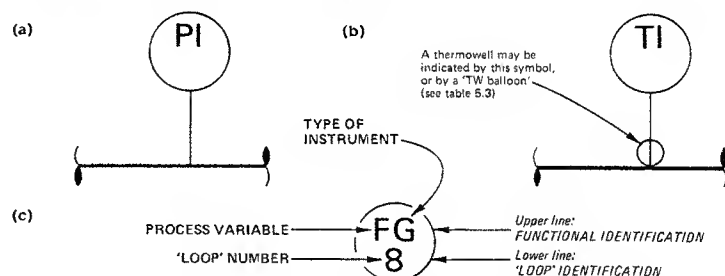 (a)
PI
(b)
TI
A thermowell may be
indicated by this symbol,
or by a 'TW balloon'
(see table 5.3)
TYPE OF
INSTRUMENT
(c)
PROCESS VARIABLE
'LOOP' NUMBER
FG
8
Upper line:
FUNCTIONAL IDENTIFICATION
Lower line:
'LOOP' IDENTIFICATION